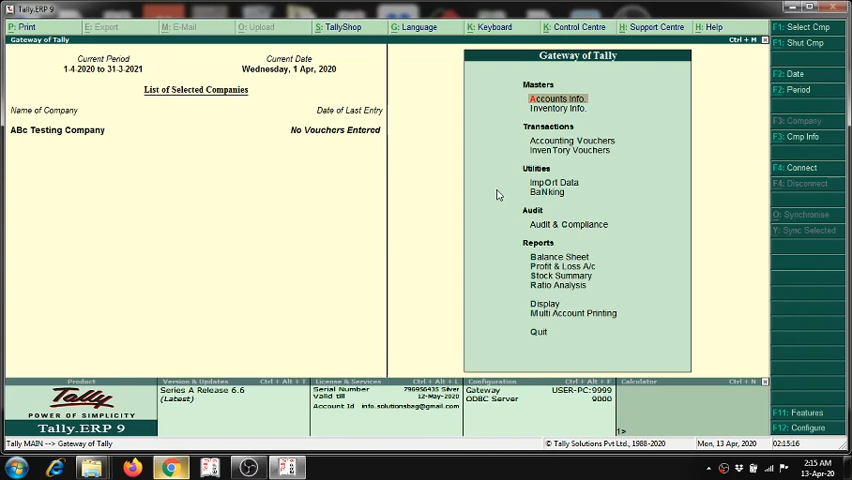 Tally.ERP 9
P: Print
E: Export
M: E-Mail
O: Upload
S: TallyShop
G: Language
K: Keyboard
K: Control Centre
H: Support Centre
H: Help
F1: Select Cmp
F1: Shut Cmp
F2: Date
F2: Period
F3: Company
F3: Cmp Info
F4: Connect
F4: Disconnect
O: Synchronise
Y: Sync Selected
F11: Features
F12: Configure
Gateway of Tally
Ctrl + M
Current Period
1-4-2020 to 31-3-2021
Current Date
Wednesday, 1 Apr, 2020
List of Selected Companies
Name of Company
Date of Last Entry
ABc Testing Company
No Vouchers Entered
Gateway of Tally
Masters
Accounts Info.
Inventory Info.
Transactions
Accounting Vouchers
InvenTory Vouchers
Utilities
ImpOrt Data
BaNking
Audit
Audit & Compliance
Reports
Balance Sheet
Profit & Loss A/c
Stock Summary
Ratio Analysis
Display
Multi Account Printing
Quit
Product
Tally
POWER OF SIMPLICITY
Tally.ERP 9
Version & Updates
Ctrl + Alt + T
Series A Release 6.6
(Latest)
License & Services
Ctrl + Alt + L
Serial Number
796956435 Silver
Valid till
12-May-2020
Account Id
info.solutionsbag@gmail.com
Configuration
Ctrl + Alt + F
Gateway
USER-PC:9999
ODBC Server
9000
Calculator
Ctrl + N
1>
Tally MAIN --> Gateway of Tally
© Tally Solutions Pvt Ltd., 1988-2020
Mon, 13 Apr, 2020
02:15:16
2:15 AM
13-Apr-20